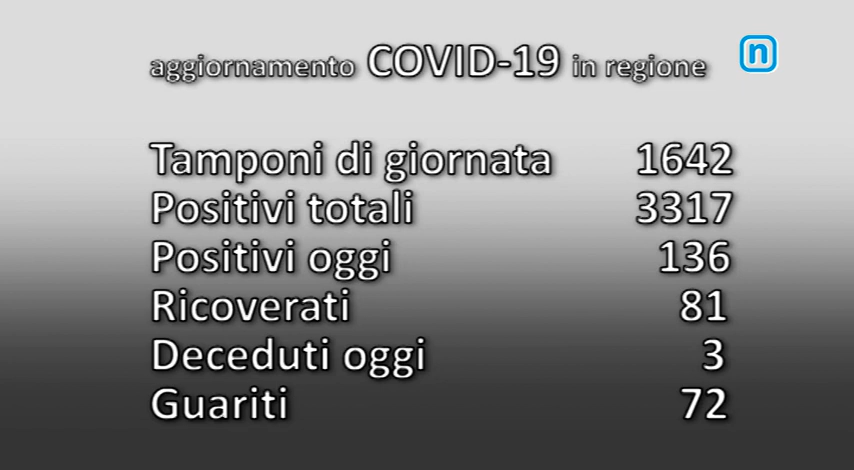 aggiornamento COVID-19 in regione
n
Tamponi di giornata 1642
Positivi totali 3317
Positivi oggi 136
Ricoverati 81
Deceduti oggi 3
Guariti 72